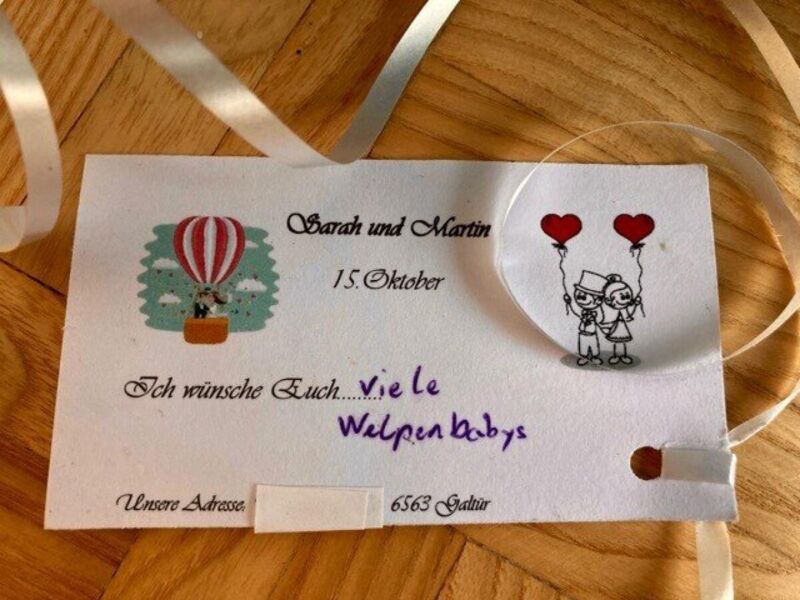 Sarah und Martin
15.Oktober
Ich wünsche Euch.........viele
Welpenbabys
Unsere Adresse: 6563 Galtür